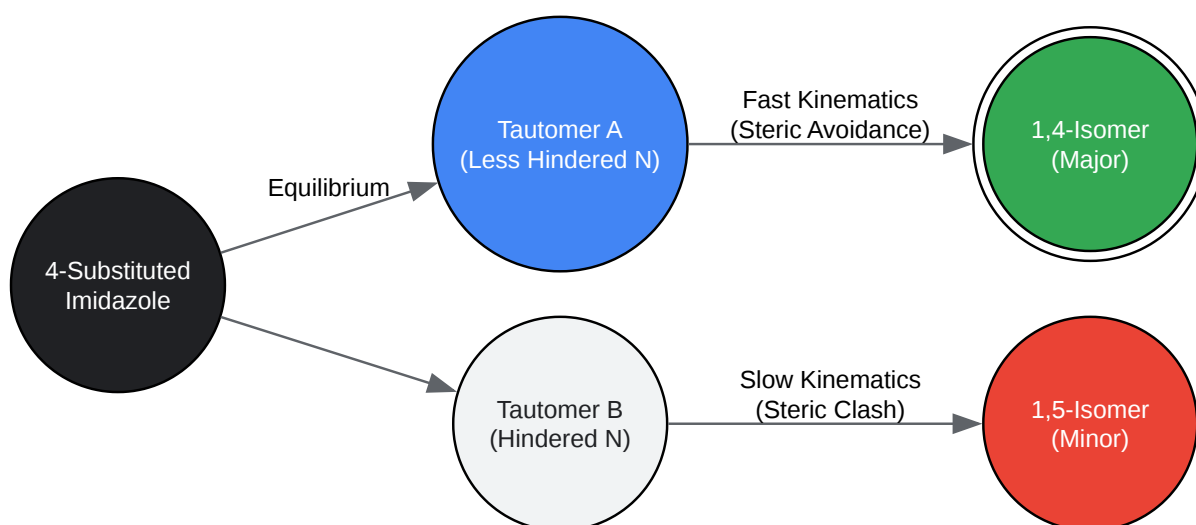 4-Substituted
Imidazole
Equilibrium
Tautomer A
(Less Hindered N)
Fast Kinematics
(Steric Avoidance)
1,4-Isomer
(Major)
Tautomer B
(Hindered N)
Slow Kinematics
(Steric Clash)
1,5-Isomer
(Minor)